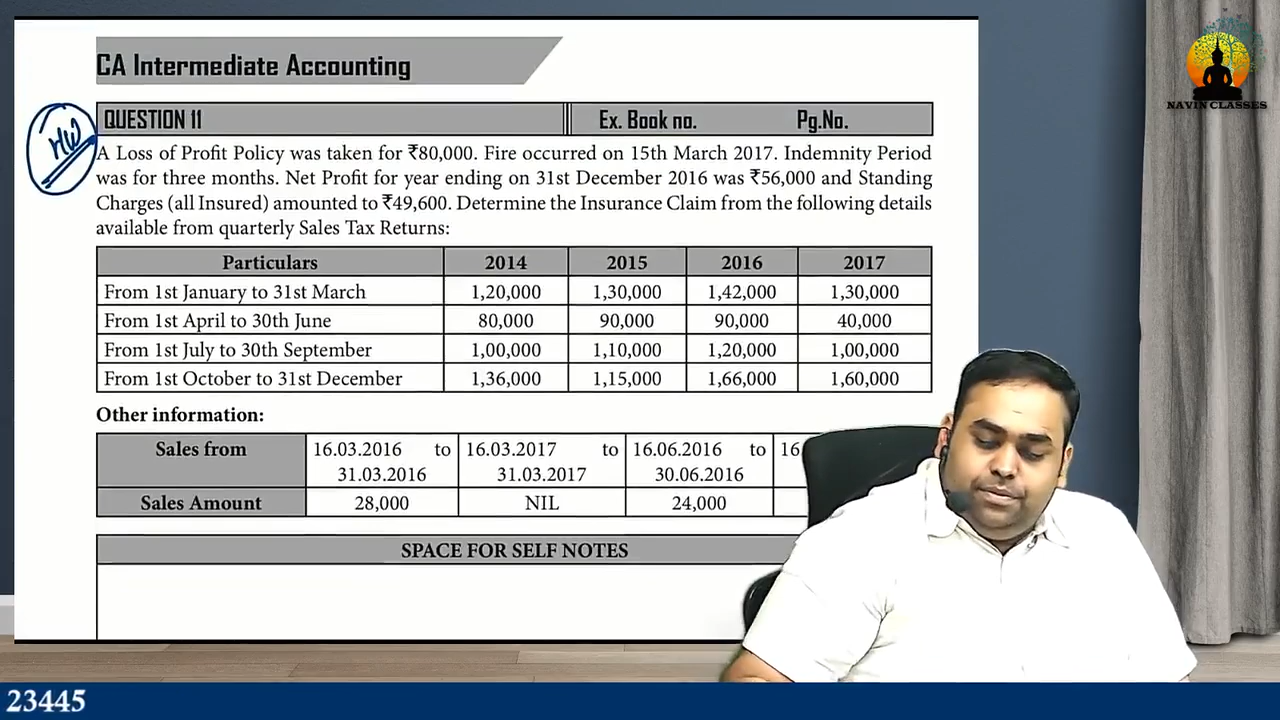 CA Intermediate Accounting
NAVIN CLASSES
HW
QUESTION 11 Ex. Book no. Pg.No.
A Loss of Profit Policy was taken for ₹80,000. Fire occurred on 15th March 2017. Indemnity Period
was for three months. Net Profit for year ending on 31st December 2016 was ₹56,000 and Standing
Charges (all Insured) amounted to ₹49,600. Determine the Insurance Claim from the following details
available from quarterly Sales Tax Returns:
Particulars 2014 2015 2016 2017
From 1st January to 31st March 1,20,000 1,30,000 1,42,000 1,30,000
From 1st April to 30th June 80,000 90,000 90,000 40,000
From 1st July to 30th September 1,00,000 1,10,000 1,20,000 1,00,000
From 1st October to 31st December 1,36,000 1,15,000 1,66,000 1,60,000
Other information:
Sales from 16.03.2016 to 16.03.2017 to 16.06.2016 to 16
31.03.2016 31.03.2017 30.06.2016
Sales Amount 28,000 NIL 24,000
SPACE FOR SELF NOTES
23445